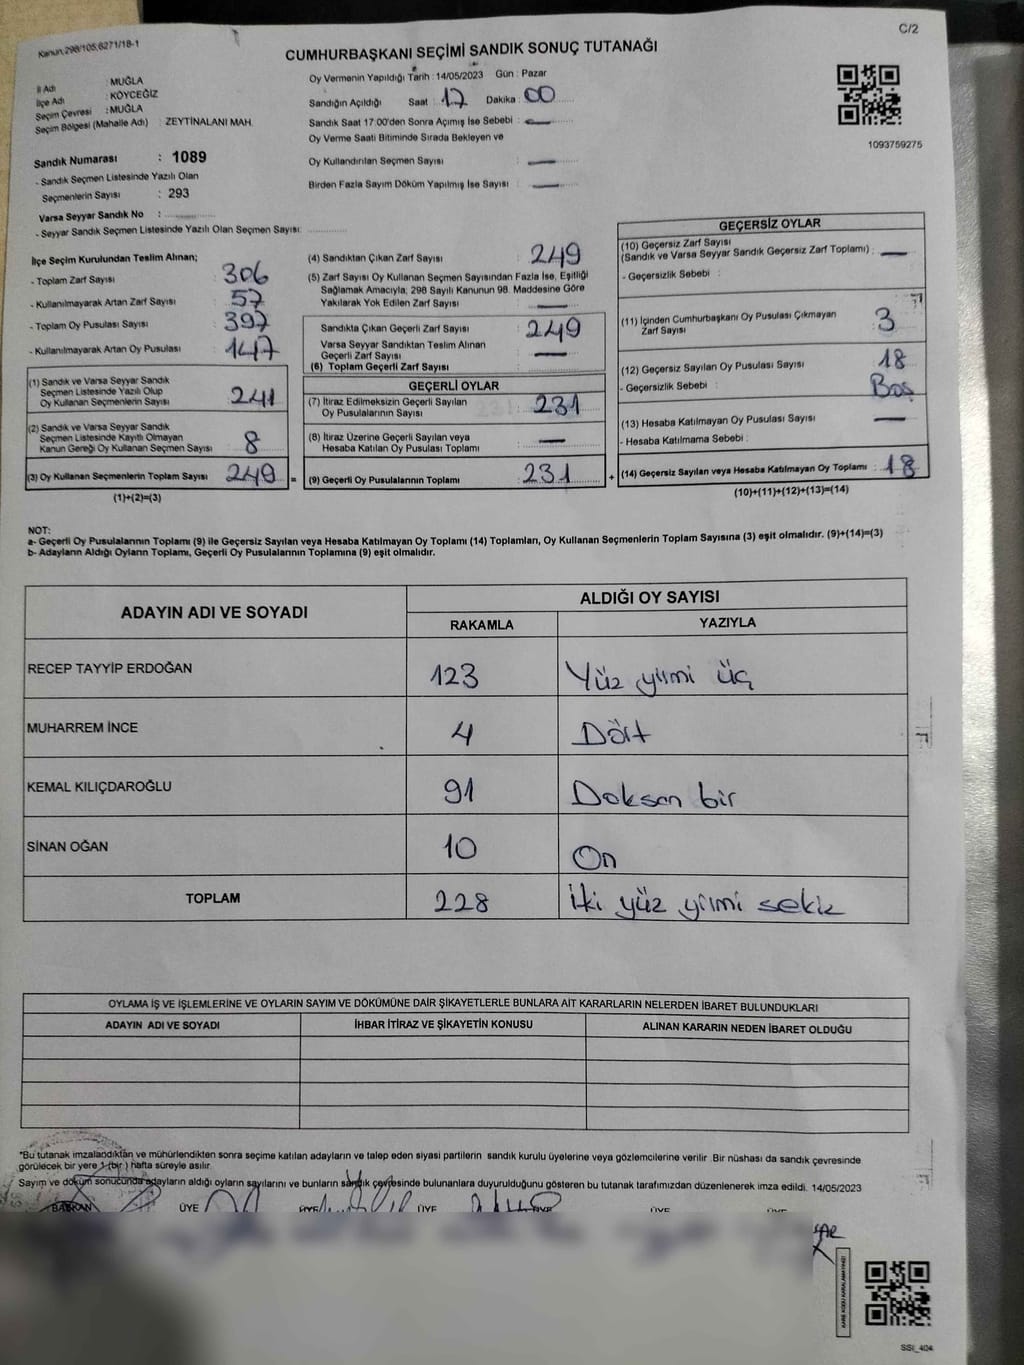 Kanun:298/105;6271/18-1
C/2
CUMHURBAŞKANI SEÇİMİ SANDIK SONUÇ TUTANAĞI
İl Adı : MUĞLA
İlçe Adı : KÖYCEĞİZ
Seçim Çevresi : MUĞLA
Seçim Bölgesi (Mahalle Adı) : ZEYTİNALANI MAH.
Sandık Numarası : 1089
- Sandık Seçmen Listesinde Yazılı Olan
Seçmenlerin Sayısı : 293
Varsa Seyyar Sandık No :
- Seyyar Sandık Seçmen Listesinde Yazılı Olan Seçmen Sayısı:
Oy Vermenin Yapıldığı Tarih : 14/05/2023 Gün : Pazar
Sandığın Açıldığı Saat : 17 Dakika : 00
Sandık Saat 17:00'den Sonra Açımış İse Sebebi : —
Oy Verme Saati Bitiminde Sırada Bekleyen ve
Oy Kullandırılan Seçmen Sayısı : —
Birden Fazla Sayım Döküm Yapılmış İse Sayısı : —
1093759275
İlçe Seçim Kurulundan Teslim Alınan;
- Toplam Zarf Sayısı : 306
- Kullanılmayarak Artan Zarf Sayısı : 57
- Toplam Oy Pusulası Sayısı : 397
- Kullanılmayarak Artan Oy Pusulası : 147
(1) Sandık ve Varsa Seyyar Sandık
Seçmen Listesinde Yazılı Olup
Oy Kullanan Seçmenlerin Sayısı : 241
(2) Sandık ve Varsa Seyyar Sandık
Seçmen Listesinde Kayıtlı Olmayan
Kanun Gereği Oy Kullanan Seçmen Sayısı : 8
(3) Oy Kullanan Seçmenlerin Toplam Sayısı : 249 =
(1)+(2)=(3)
(4) Sandıktan Çıkan Zarf Sayısı : 249
(5) Zarf Sayısı Oy Kullanan Seçmen Sayısından Fazla İse, Eşitliği
Sağlamak Amacıyla; 298 Sayılı Kanunun 98. Maddesine Göre
Yakılarak Yok Edilen Zarf Sayısı : —
Sandıkta Çıkan Geçerli Zarf Sayısı : 249
Varsa Seyyar Sandıktan Teslim Alınan
Geçerli Zarf Sayısı : —
(6) Toplam Geçerli Zarf Sayısı :
GEÇERLİ OYLAR
(7) İtiraz Edilmeksizin Geçerli Sayılan
Oy Pusulalarının Sayısı : 231
(8) İtiraz Üzerine Geçerli Sayılan veya
Hesaba Katılan Oy Pusulası Toplamı : —
(9) Geçerli Oy Pusulalarının Toplamı : 231 +
GEÇERSİZ OYLAR
(10) Geçersiz Zarf Sayısı
(Sandık ve Varsa Seyyar Sandık Geçersiz Zarf Toplamı) : —
- Geçersizlik Sebebi :
(11) İçinden Cumhurbaşkanı Oy Pusulası Çıkmayan
Zarf Sayısı : 3
(12) Geçersiz Sayılan Oy Pusulası Sayısı : 18
- Geçersizlik Sebebi : Boş
(13) Hesaba Katılmayan Oy Pusulası Sayısı : —
- Hesaba Katılmama Sebebi :
(14) Geçersiz Sayılan veya Hesaba Katılmayan Oy Toplamı : 18
(10)+(11)+(12)+(13)=(14)
NOT:
a- Geçerli Oy Pusulalarının Toplamı (9) ile Geçersiz Sayılan veya Hesaba Katılmayan Oy Toplamı (14) Toplamları, Oy Kullanan Seçmenlerin Toplam Sayısına (3) eşit olmalıdır. (9)+(14)=(3)
b- Adayların Aldığı Oyların Toplamı, Geçerli Oy Pusulalarının Toplamına (9) eşit olmalıdır.
ADAYIN ADI VE SOYADI
ALDIĞI OY SAYISI
RAKAMLA YAZIYLA
RECEP TAYYİP ERDOĞAN 123 Yüz yirmi üç
MUHARREM İNCE 4 Dört
KEMAL KILIÇDAROĞLU 91 Doksan bir
SİNAN OĞAN 10 On
TOPLAM 228 İki yüz yirmi sekiz
OYLAMA İŞ VE İŞLEMLERİNE VE OYLARIN SAYIM VE DÖKÜMÜNE DAİR ŞİKAYETLERLE BUNLARA AİT KARARLARIN NELERDEN İBARET BULUNDUKLARI
ADAYIN ADI VE SOYADI İHBAR İTİRAZ VE ŞİKAYETİN KONUSU ALINAN KARARIN NEDEN İBARET OLDUĞU
*Bu tutanak imzalandıktan ve mühürlendikten sonra seçime katılan adayların ve talep eden siyasi partilerin sandık kurulu üyelerine veya gözlemcilerine verilir. Bir nüshası da sandık çevresinde
görülecek bir yere 1 (bir) hafta süreyle asılır.
Sayım ve döküm sonucunda adayların aldığı oyların sayılarını ve bunların sandık çevresinde bulunanlara duyurulduğunu gösteren bu tutanak tarafımızdan düzenlenerek imza edildi. 14/05/2023
BAŞKAN ÜYE ÜYE ÜYE ÜYE ÜYE ÜYE
SSİ_404